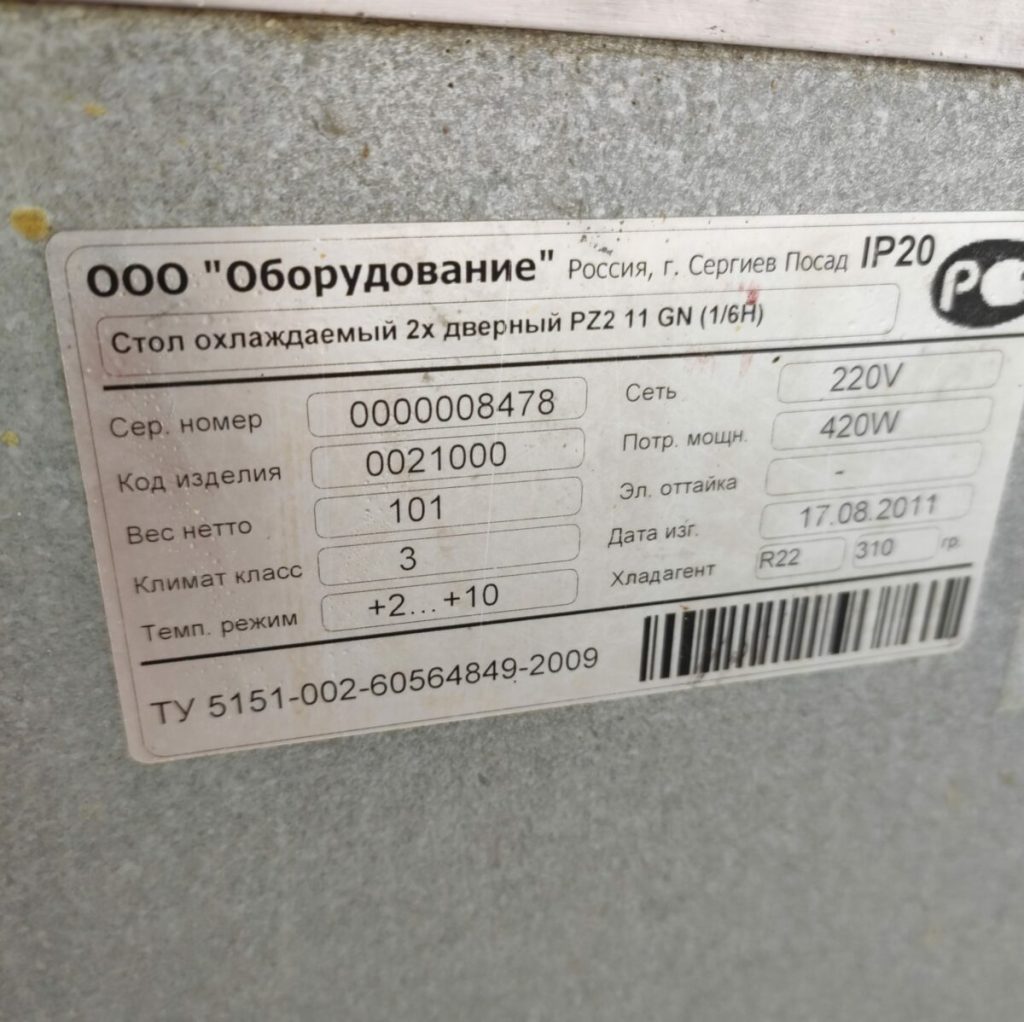 ООО "Оборудование" Россия, г. Сергиев Посад IP20
Стол охлаждаемый 2х дверный PZ2 11 GN (1/6H)
Сер. номер 0000008478 Сеть 220V
Код изделия 0021000 Потр. мощн. 420W
Вес нетто 101 Эл. оттайка -
Климат класс 3 Дата изг. 17.08.2011
Темп. режим +2...+10 Хладагент R22 310 гр.
ТУ 5151-002-60564849-2009